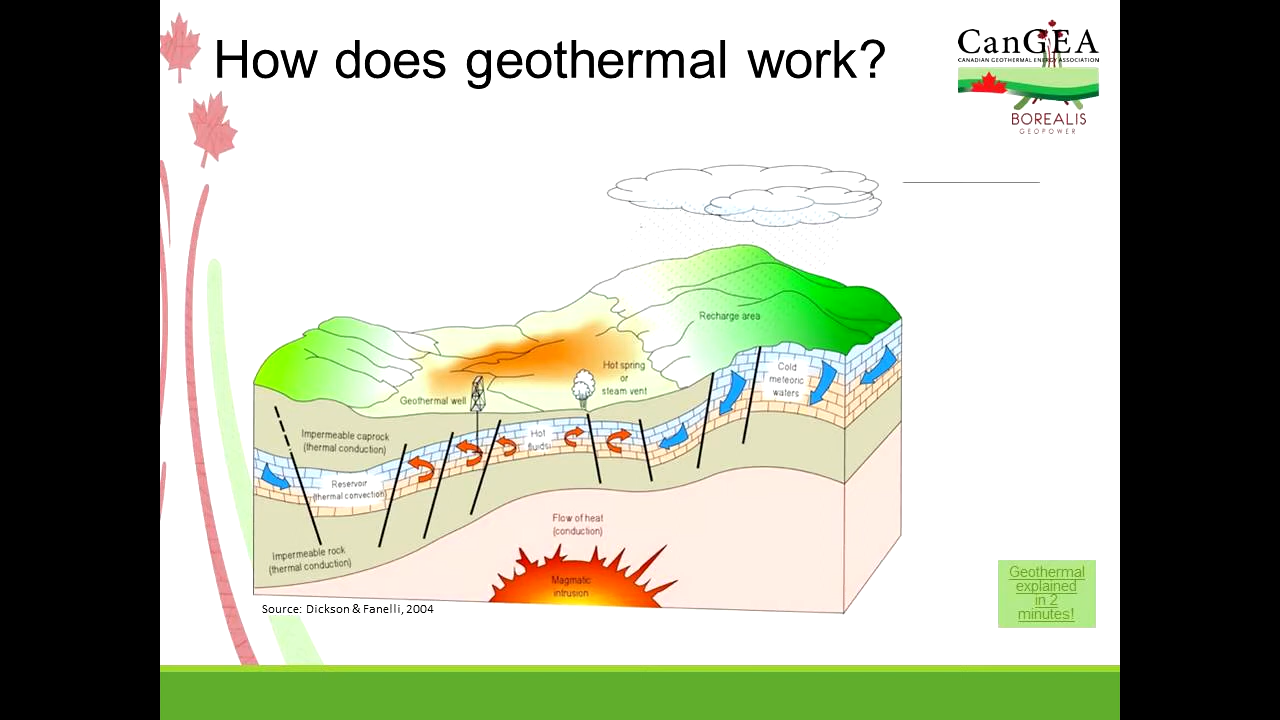 How does geothermal work?
CanGEA
CANADIAN GEOTHERMAL ENERGY ASSOCIATION
BOREALIS
GEOPOWER
Recharge area
Hot spring
or
steam vent
Cold
meteoric
waters
Geothermal well
Impermeable caprock
(thermal conduction)
Hot
fluids
Reservoir
(thermal convection)
Flow of heat
(conduction)
Impermeable rock
(thermal conduction)
Magmatic
intrusion
Source: Dickson & Fanelli, 2004
Geothermal
explained
in 2
minutes!